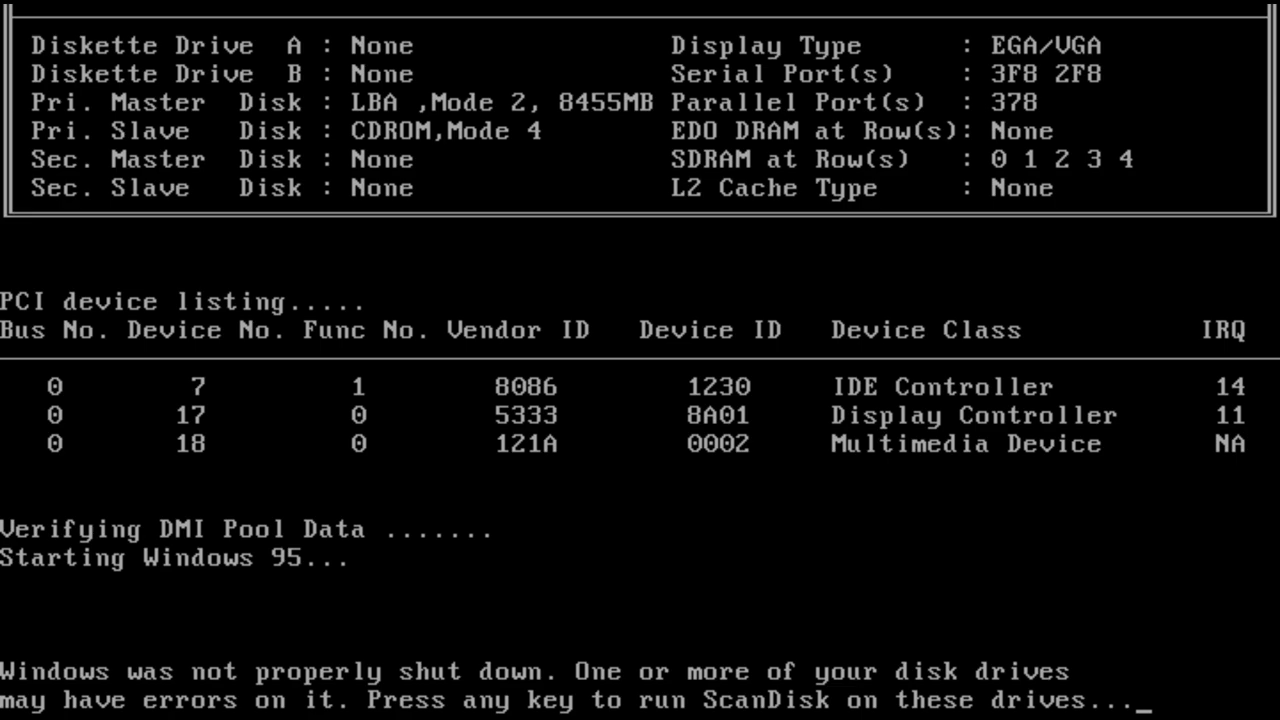 Diskette Drive  A : None                Display Type      : EGA/VGA
Diskette Drive  B : None                Serial Port(s)    : 3F8 2F8
Pri. Master  Disk : LBA ,Mode 2, 8455MB Parallel Port(s)  : 378
Pri. Slave   Disk : CDROM,Mode 4        EDO DRAM at Row(s): None
Sec. Master  Disk : None                SDRAM at Row(s)   : 0 1 2 3 4
Sec. Slave   Disk : None                L2 Cache Type     : None
PCI device listing.....
Bus No. Device No. Func No. Vendor ID   Device ID   Device Class           IRQ
0        7         1        8086        1230     IDE Controller          14
0       17         0        5333        8A01     Display Controller      11
0       18         0        121A        0002     Multimedia Device       NA
Verifying DMI Pool Data .......
Starting Windows 95...
Windows was not properly shut down. One or more of your disk drives
may have errors on it. Press any key to run ScanDisk on these drives..._